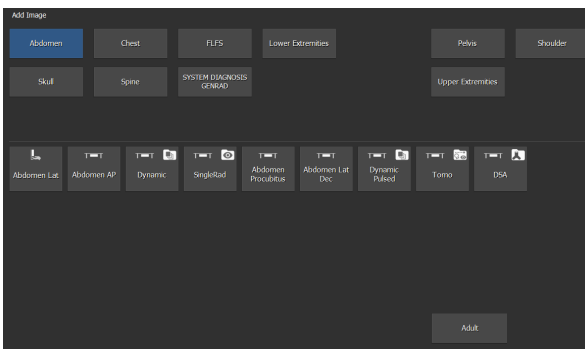 Add Image
Abdomen
Chest
FLFS
Lower Extremities
Pelvis
Shoulder
Skull
Spine
SYSTEM DIAGNOSIS
GENRAD
Upper Extremities
Abdomen Lat
Abdomen AP
Dynamic
SingleRad
Abdomen
Procubitus
Abdomen Lat
Dec
Dynamic
Pulsed
Tomo
DSA
Adult